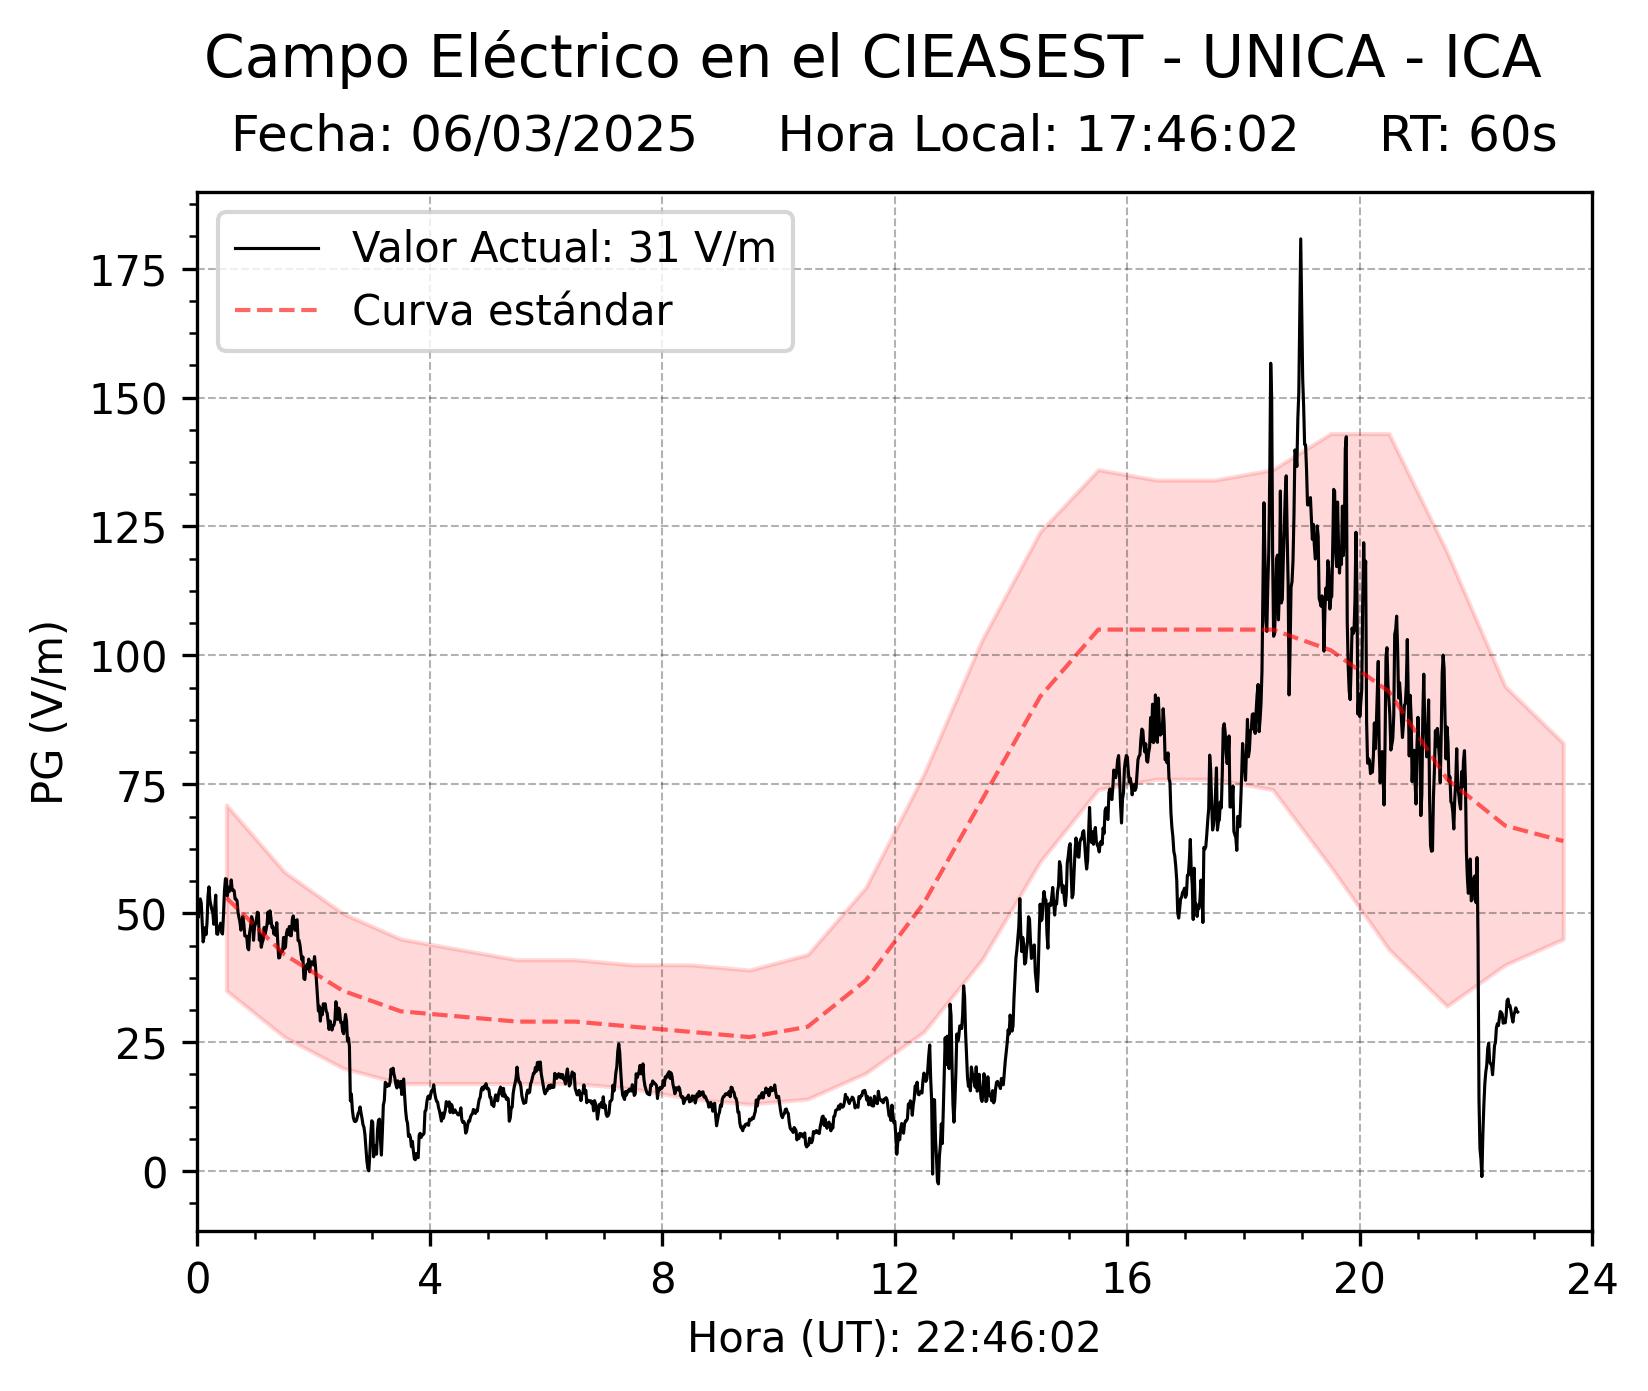 Campo Eléctrico en el CIEASEST - UNICA - ICA
Fecha: 06/03/2025 Hora Local: 17:46:02 RT: 60s
Valor Actual: 31 V/m
Curva estándar
175
150
125
100
75
50
25
0
PG (V/m)
0 4 8 12 16 20 24
Hora (UT): 22:46:02